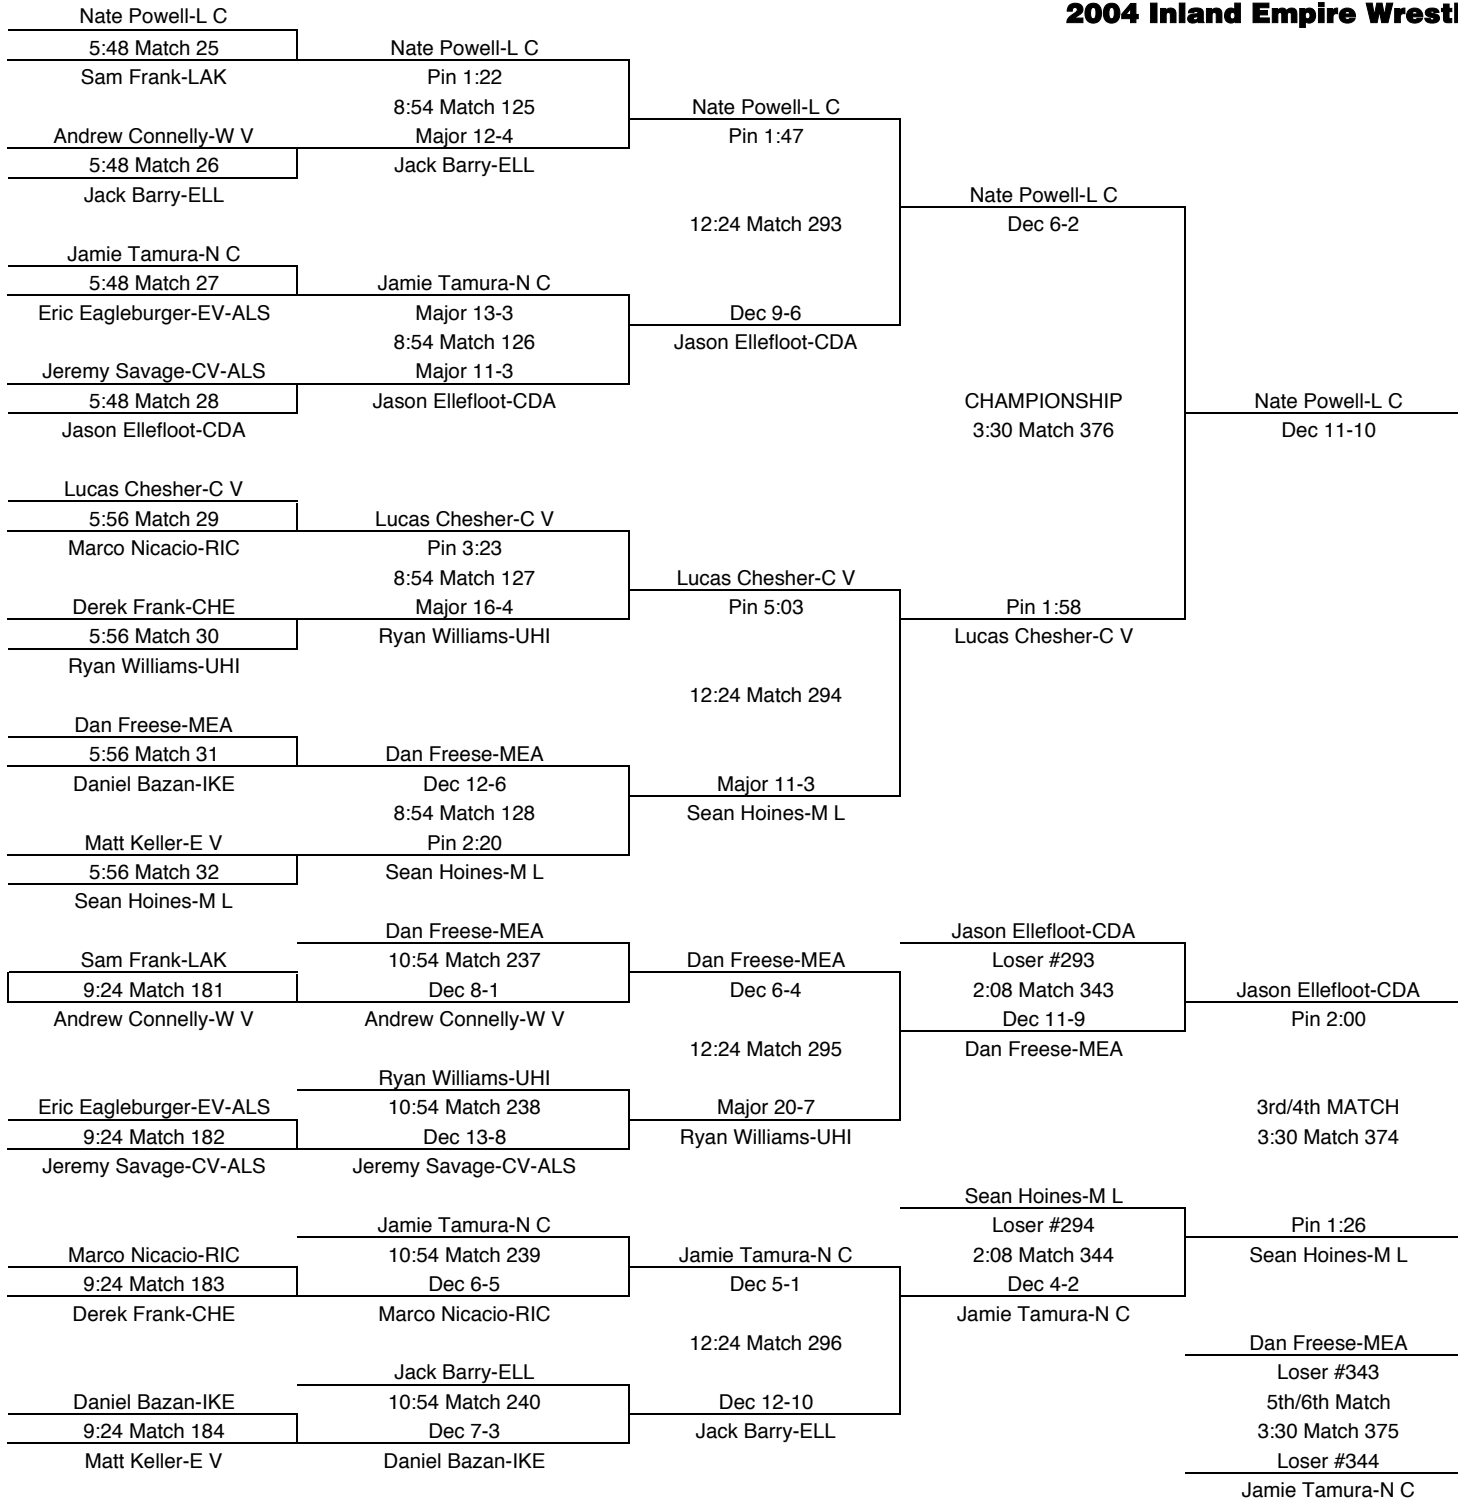 2004 Inland Empire Wrestl
Nate Powell-L C
5:48 Match 25
Sam Frank-LAK
Andrew Connelly-W V
5:48 Match 26
Jack Barry-ELL
Jamie Tamura-N C
5:48 Match 27
Eric Eagleburger-EV-ALS
Jeremy Savage-CV-ALS
5:48 Match 28
Jason Ellefloot-CDA
Lucas Chesher-C V
5:56 Match 29
Marco Nicacio-RIC
Derek Frank-CHE
5:56 Match 30
Ryan Williams-UHI
Dan Freese-MEA
5:56 Match 31
Daniel Bazan-IKE
Matt Keller-E V
5:56 Match 32
Sean Hoines-M L
Nate Powell-L C
Pin 1:22
8:54 Match 125
Major 12-4
Jack Barry-ELL
Jamie Tamura-N C
Major 13-3
8:54 Match 126
Major 11-3
Jason Ellefloot-CDA
Lucas Chesher-C V
Pin 3:23
8:54 Match 127
Major 16-4
Ryan Williams-UHI
Dan Freese-MEA
Dec 12-6
8:54 Match 128
Pin 2:20
Sean Hoines-M L
Nate Powell-L C
Pin 1:47
12:24 Match 293
Dec 9-6
Jason Ellefloot-CDA
Lucas Chesher-C V
Pin 5:03
12:24 Match 294
Major 11-3
Sean Hoines-M L
Nate Powell-L C
Dec 6-2
CHAMPIONSHIP
3:30 Match 376
Pin 1:58
Lucas Chesher-C V
Nate Powell-L C
Dec 11-10
Sam Frank-LAK
9:24 Match 181
Andrew Connelly-W V
Eric Eagleburger-EV-ALS
9:24 Match 182
Jeremy Savage-CV-ALS
Marco Nicacio-RIC
9:24 Match 183
Derek Frank-CHE
Daniel Bazan-IKE
9:24 Match 184
Matt Keller-E V
Dan Freese-MEA
10:54 Match 237
Dec 8-1
Andrew Connelly-W V
Ryan Williams-UHI
10:54 Match 238
Dec 13-8
Jeremy Savage-CV-ALS
Jamie Tamura-N C
10:54 Match 239
Dec 6-5
Marco Nicacio-RIC
Jack Barry-ELL
10:54 Match 240
Dec 7-3
Daniel Bazan-IKE
Dan Freese-MEA
Dec 6-4
12:24 Match 295
Major 20-7
Ryan Williams-UHI
Jamie Tamura-N C
Dec 5-1
12:24 Match 296
Dec 12-10
Jack Barry-ELL
Jason Ellefloot-CDA
Loser #293
2:08 Match 343
Dec 11-9
Dan Freese-MEA
Sean Hoines-M L
Loser #294
2:08 Match 344
Dec 4-2
Jamie Tamura-N C
Jason Ellefloot-CDA
Pin 2:00
3rd/4th MATCH
3:30 Match 374
Pin 1:26
Sean Hoines-M L
Dan Freese-MEA
Loser #343
5th/6th Match
3:30 Match 375
Loser #344
Jamie Tamura-N C